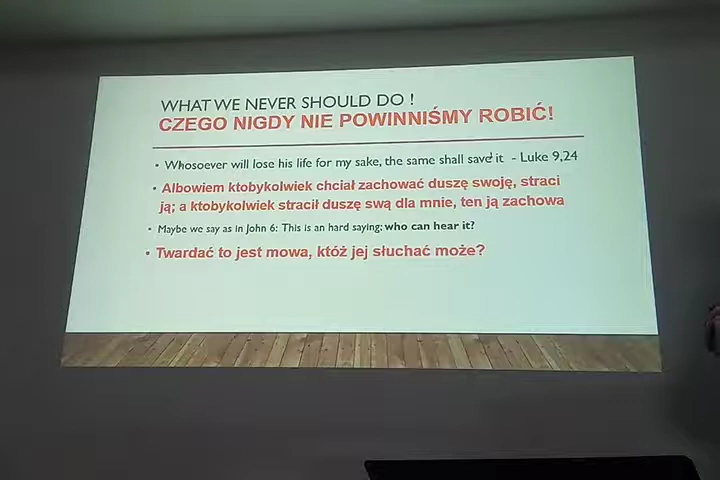 WHAT WE NEVER SHOULD DO !
CZEGO NIGDY NIE POWINNIŚMY ROBIĆ!
• Whosoever will lose his life for my sake, the same shall save it - Luke 9,24
• Albowiem ktobykolwiek chciał zachować duszę swoję, straci
ją; a ktobykolwiek stracił duszę swą dla mnie, ten ją zachowa
• Maybe we say as in John 6: This is an hard saying; who can hear it?
• Twardać to jest mowa, któż jej słuchać może?